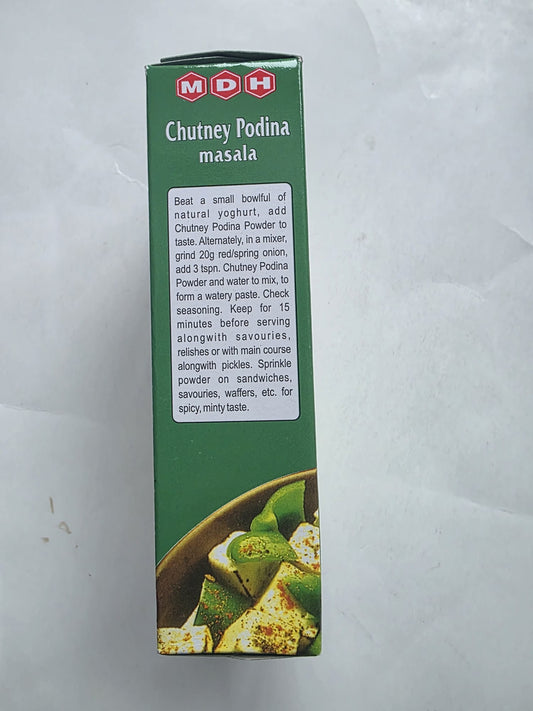 MDH
Chutney Podina
masala
Beat a small bowlful of
natural yoghurt, add
Chutney Podina Powder to
taste. Alternately, in a mixer,
grind 20g red/spring onion,
add 3 tspn. Chutney Podina
Powder and water to mix, to
form a watery paste. Check
seasoning. Keep for 15
minutes before serving
alongwith savouries,
relishes or with main course
alongwith pickles. Sprinkle
powder on sandwiches,
savouries, waffers, etc. for
spicy, minty taste.